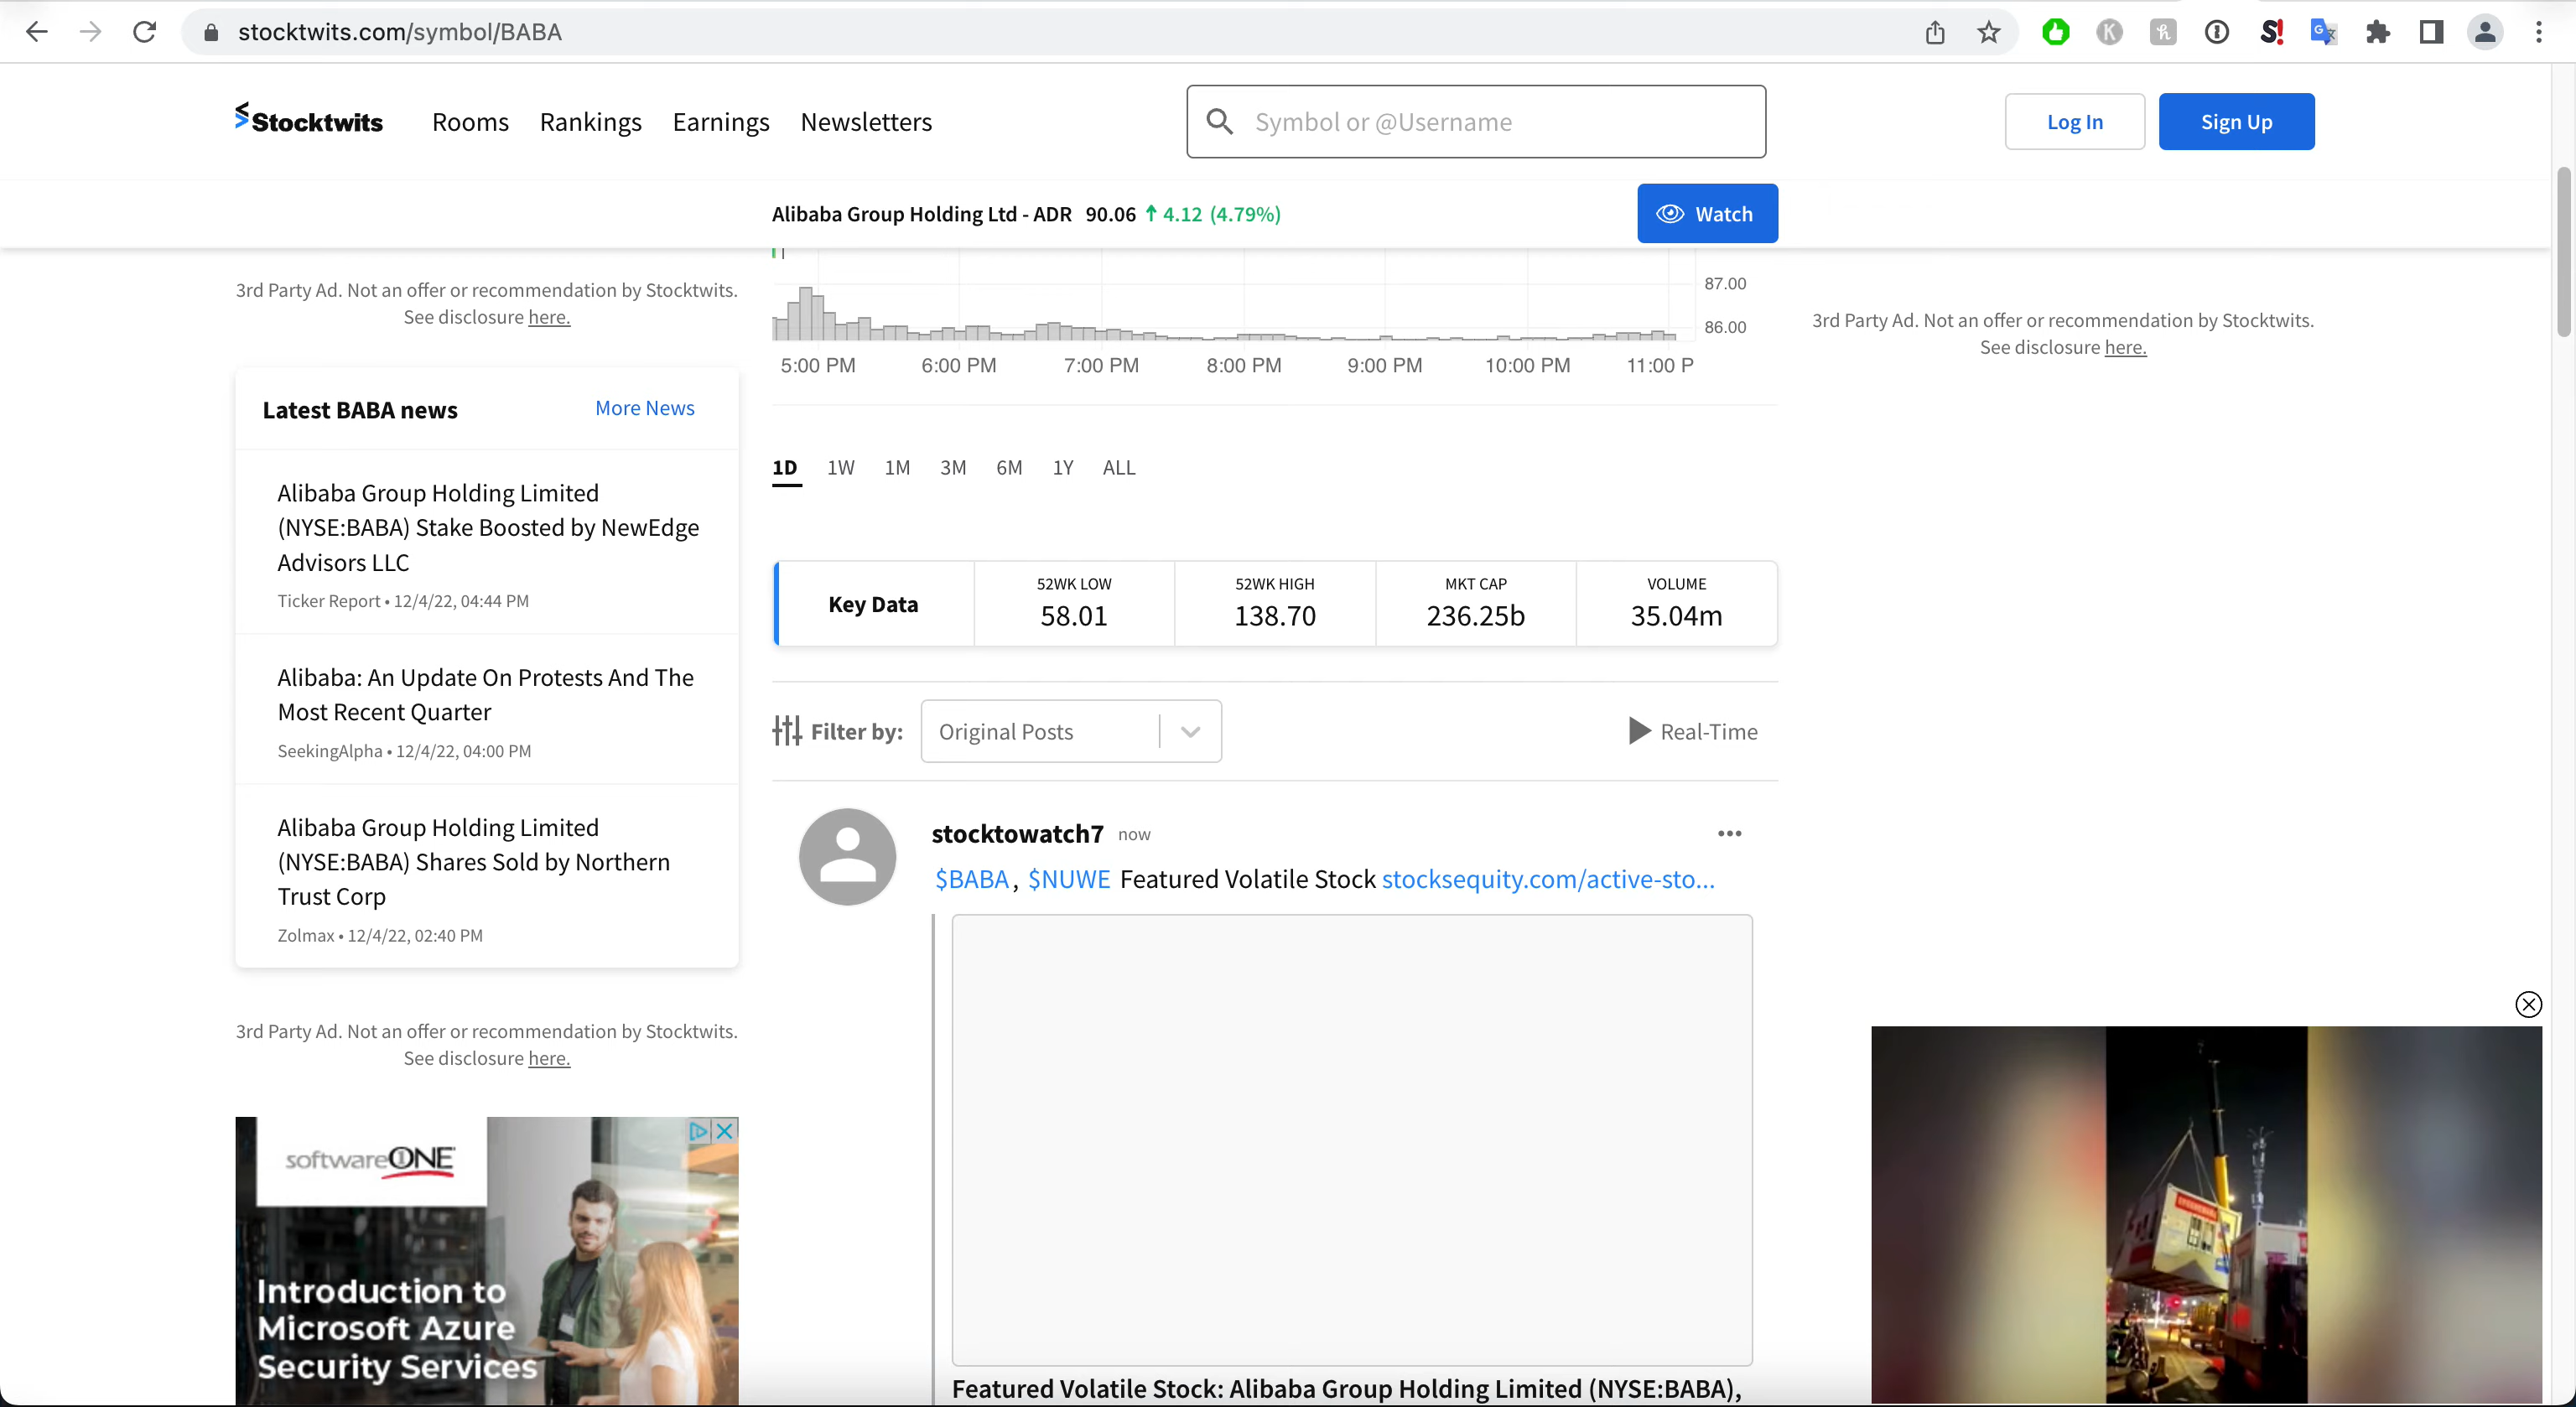 stocktwits.com/symbol/BABA
Stocktwits
Rooms
Rankings
Earnings
Newsletters
Symbol or @Username
Log In
Sign Up
Alibaba Group Holding Ltd - ADR 90.06 ↑ 4.12 (4.79%)
Watch
3rd Party Ad. Not an offer or recommendation by Stocktwits.
See disclosure here.
Latest BABA news
More News
Alibaba Group Holding Limited
(NYSE:BABA) Stake Boosted by NewEdge
Advisors LLC
Ticker Report • 12/4/22, 04:44 PM
Alibaba: An Update On Protests And The
Most Recent Quarter
SeekingAlpha • 12/4/22, 04:00 PM
Alibaba Group Holding Limited
(NYSE:BABA) Shares Sold by Northern
Trust Corp
Zolmax • 12/4/22, 02:40 PM
3rd Party Ad. Not an offer or recommendation by Stocktwits.
See disclosure here.
softwareONE
Introduction to
Microsoft Azure
Security Services
87.00
86.00
5:00 PM 6:00 PM 7:00 PM 8:00 PM 9:00 PM 10:00 PM 11:00 P
1D 1W 1M 3M 6M 1Y ALL
Key Data
52WK LOW
58.01
52WK HIGH
138.70
MKT CAP
236.25b
VOLUME
35.04m
Filter by:
Original Posts
Real-Time
stocktowatch7 now
$BABA, $NUWE Featured Volatile Stock stocksequity.com/active-sto...
Featured Volatile Stock: Alibaba Group Holding Limited (NYSE:BABA),
3rd Party Ad. Not an offer or recommendation by Stocktwits.
See disclosure here.